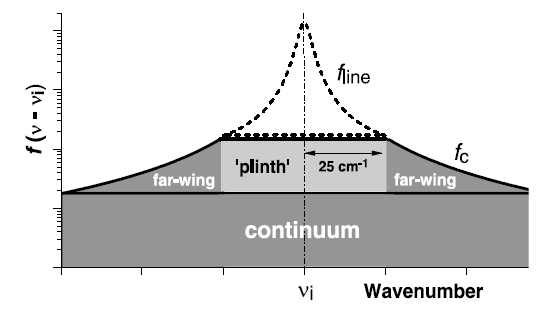 f (ν - νi)
fline
fc
'plinth'
25 cm-1
far-wing
far-wing
continuum
νi
Wavenumber